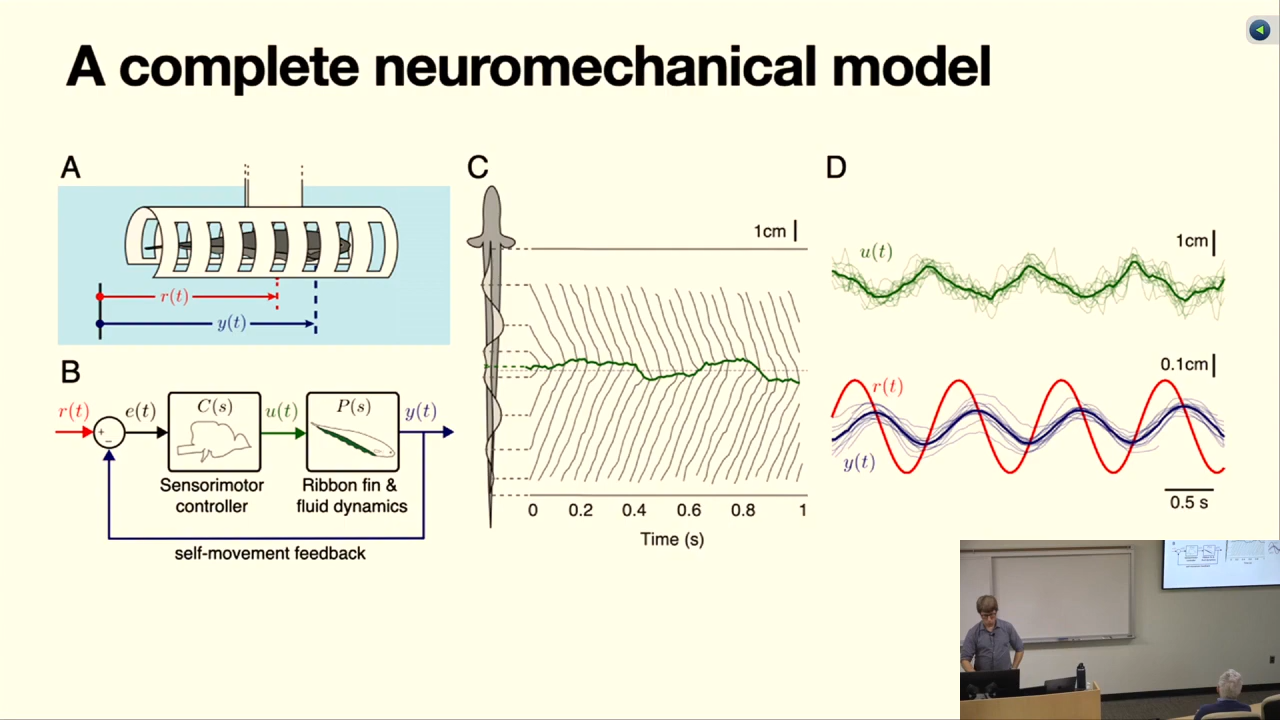 A complete neuromechanical model
A
r(t)
y(t)
B
r(t)
e(t)
C(s)
u(t)
P(s)
y(t)
+
−
Sensorimotor
controller
Ribbon fin &
fluid dynamics
self-movement feedback
C
1cm
0 0.2 0.4 0.6 0.8 1
Time (s)
D
u(t)
1cm
0.1cm
r(t)
y(t)
0.5 s